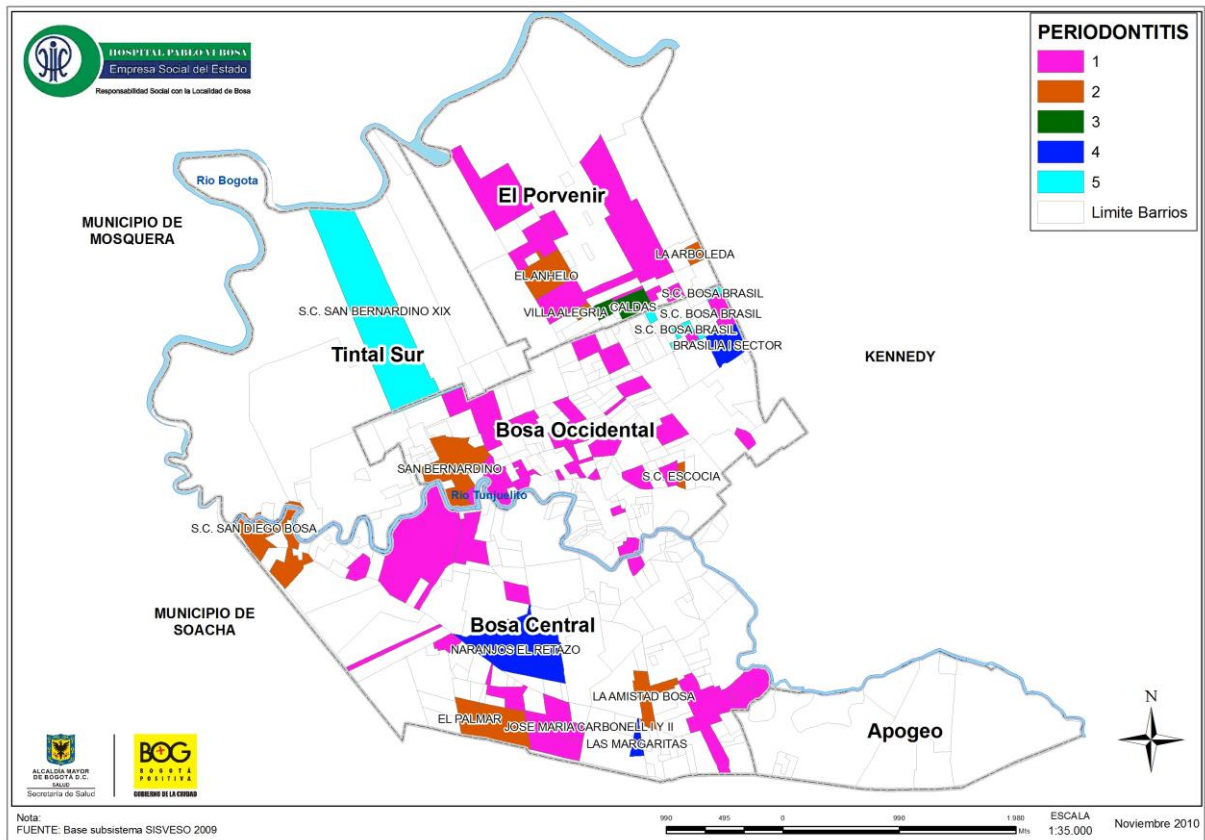 HOSPITAL PABLO VI BOSA
Empresa Social del Estado
Responsabilidad Social con la Localidad de Bosa
PERIODONTITIS
1
2
3
4
5
Limite Barrios
Rio Bogota
MUNICIPIO DE
MOSQUERA
El Porvenir
LA ARBOLEDA
EL ANHELO
S.C. BOSA BRASIL
S.C. SAN BERNARDINO XIX
VILLA ALEGRIA
CALDAS
S.C. BOSA BRASIL
S.C. BOSA BRASIL
BRASILIA I SECTOR
Tintal Sur
KENNEDY
Bosa Occidental
SAN BERNARDINO
S.C. ESCOCIA
Rio Tunjuelito
S.C. SAN DIEGO BOSA
MUNICIPIO DE
SOACHA
Bosa Central
NARANJOS EL RETAZO
LA AMISTAD BOSA
EL PALMAR
JOSE MARIA CARBONELL I Y II
LAS MARGARITAS
Apogeo
N
ALCALDIA MAYOR
DE BOGOTÁ D.C.
SALUD
Secretaría de Salud
BOG
BOGOTÁ
POSITIVA
GOBIERNO DE LA CIUDAD
Nota:
FUENTE: Base subsistema SISVESO 2009
990 495 0 990 1.980
Mts
ESCALA
1:35.000
Noviembre 2010